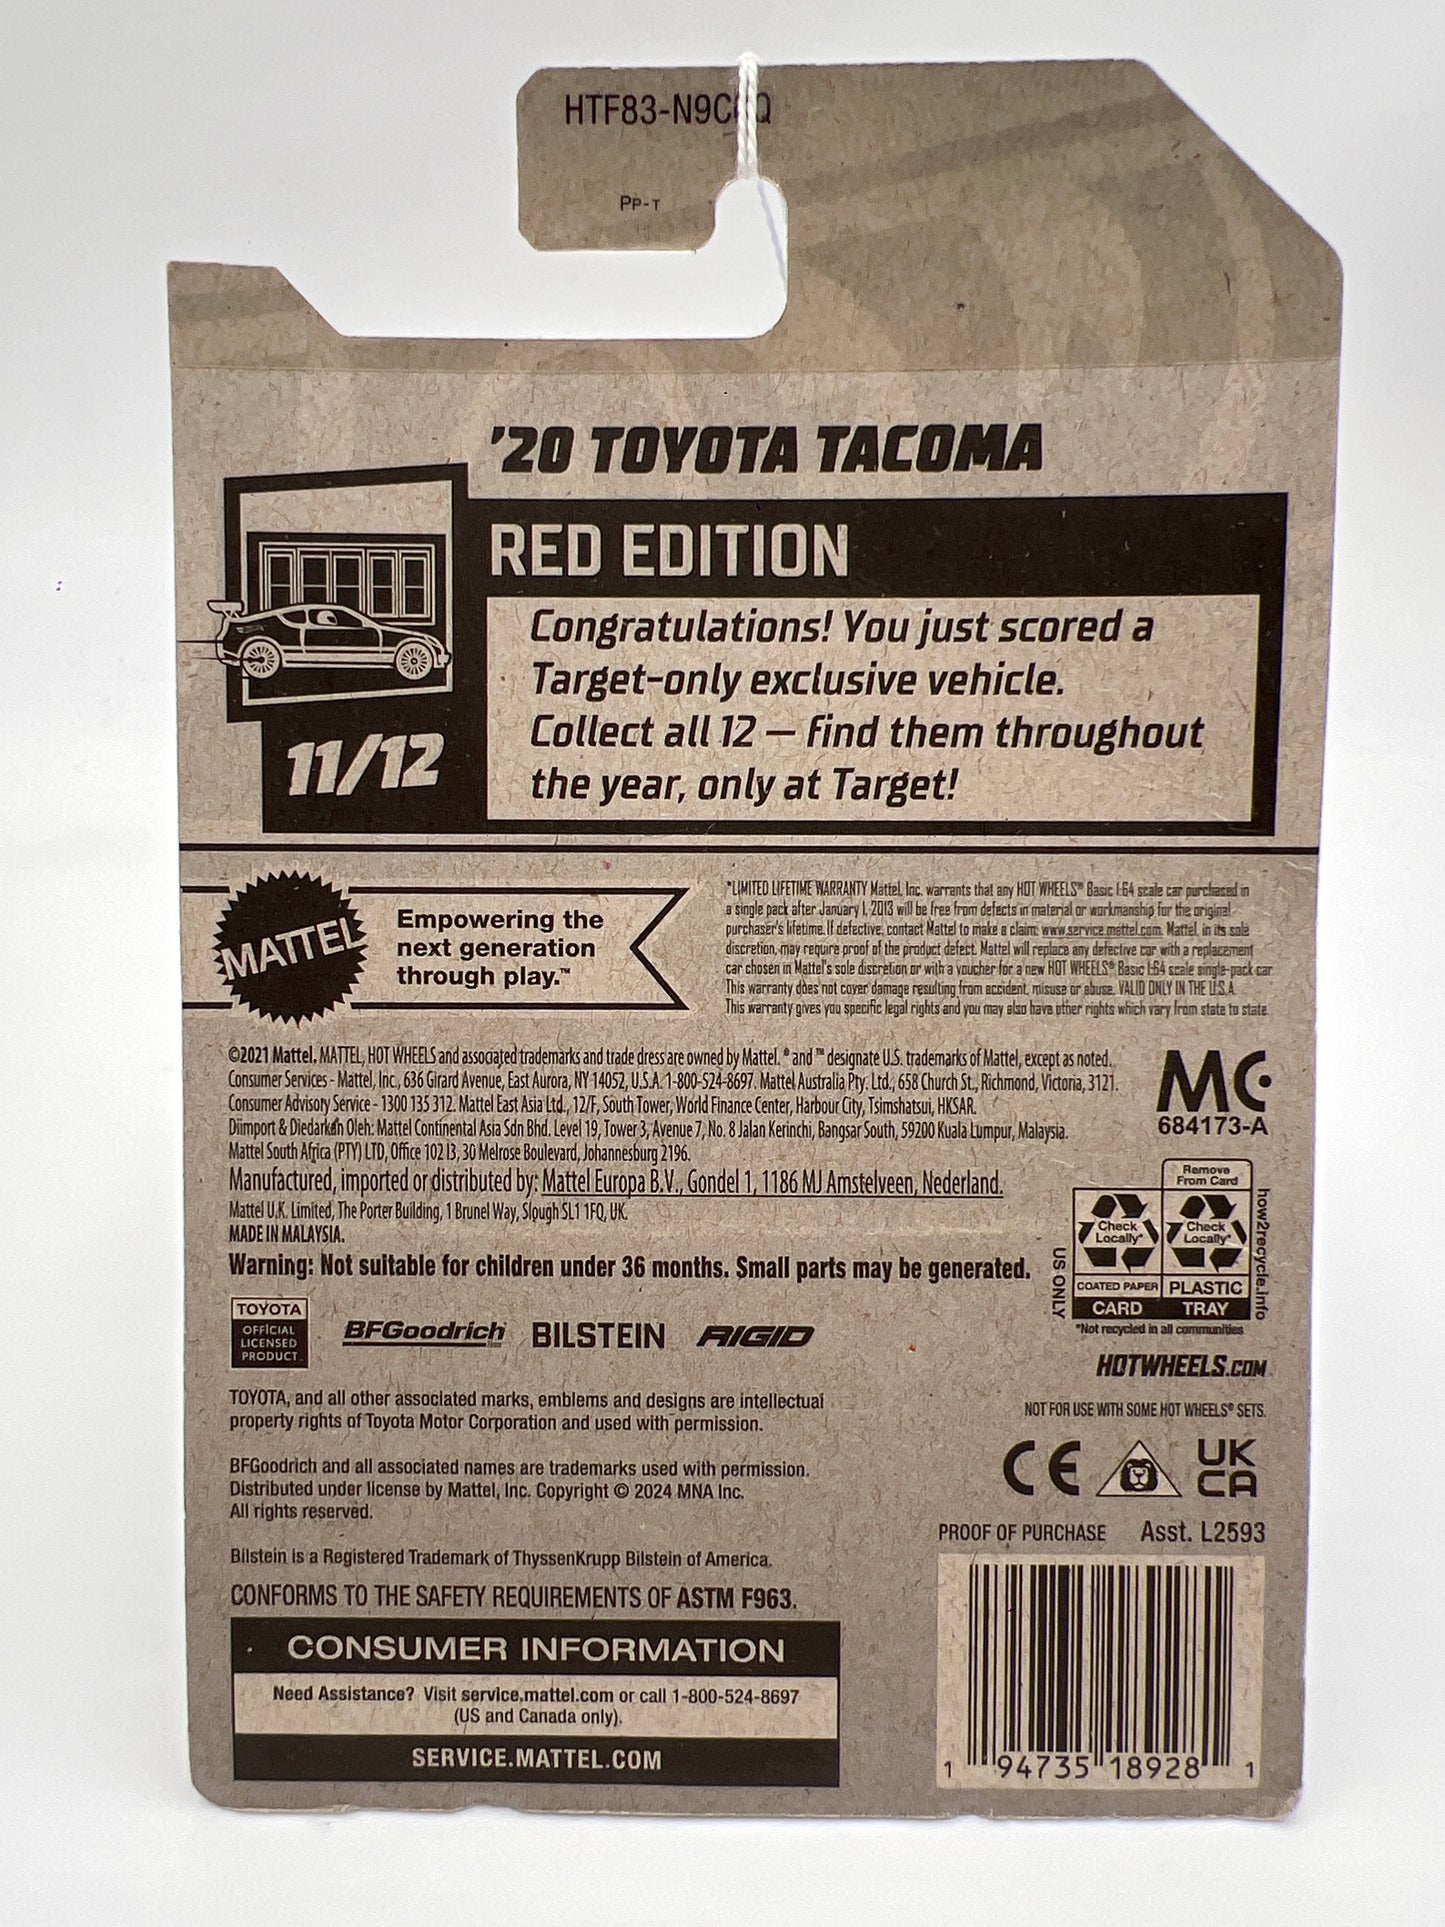 HTF83-N9C
Pp-T
'20 TOYOTA TACOMA
RED EDITION
Congratulations! You just scored a
Target-only exclusive vehicle.
Collect all 12 – find them throughout
the year, only at Target!
11/12
MATTEL
Empowering the
next generation
through play.™
*LIMITED LIFETIME WARRANTY Mattel, Inc. warrants that any HOT WHEELS® Basic 1:64 scale car purchased in
a single pack after January 1, 2013 will be free from defects in material or workmanship for the original
purchaser's lifetime. If defective, contact Mattel to make a claim: www.service.mattel.com. Mattel, in its sole
discretion, may require proof of the product defect. Mattel will replace any defective car with a replacement
car chosen in Mattel's sole discretion or with a voucher for a new HOT WHEELS® Basic 1:64 scale single-pack car.
This warranty does not cover damage resulting from accident, misuse or abuse. VALID ONLY IN THE U.S.A.
This warranty gives you specific legal rights and you may also have other rights which vary from state to state.
©2021 Mattel. MATTEL, HOT WHEELS and associated trademarks and trade dress are owned by Mattel. ® and ™ designate U.S. trademarks of Mattel, except as noted.
Consumer Services - Mattel, Inc., 636 Girard Avenue, East Aurora, NY 14052, U.S.A. 1-800-524-8697. Mattel Australia Pty. Ltd., 658 Church St., Richmond, Victoria, 3121.
Consumer Advisory Service - 1300 135 312. Mattel East Asia Ltd., 12/F, South Tower, World Finance Center, Harbour City, Tsimshatsui, HKSAR.
Diimport & Diedarkan Oleh: Mattel Continental Asia Sdn Bhd. Level 19, Tower 3, Avenue 7, No. 8 Jalan Kerinchi, Bangsar South, 59200 Kuala Lumpur, Malaysia.
Mattel South Africa (PTY) LTD, Office 102 I3, 30 Melrose Boulevard, Johannesburg 2196.
Manufactured, imported or distributed by: Mattel Europa B.V., Gondel 1, 1186 MJ Amstelveen, Nederland.
Mattel U.K. Limited, The Porter Building, 1 Brunel Way, Slough SL1 1FQ, UK.
MADE IN MALAYSIA.
Warning: Not suitable for children under 36 months. Small parts may be generated.
MC
684173-A
Remove
From Card
Check
Locally*
Check
Locally*
COATED PAPER
PLASTIC
CARD
TRAY
US ONLY
how2recycle.info
*Not recycled in all communities
HOTWHEELS.COM
NOT FOR USE WITH SOME HOT WHEELS® SETS.
TOYOTA
OFFICIAL
LICENSED
PRODUCT
BFGoodrich
BILSTEIN
RIGID
TOYOTA, and all other associated marks, emblems and designs are intellectual
property rights of Toyota Motor Corporation and used with permission.
BFGoodrich and all associated names are trademarks used with permission.
Distributed under license by Mattel, Inc. Copyright © 2024 MNA Inc.
All rights reserved.
Bilstein is a Registered Trademark of ThyssenKrupp Bilstein of America.
CONFORMS TO THE SAFETY REQUIREMENTS OF ASTM F963.
CE
UK
CA
PROOF OF PURCHASE Asst. L2593
CONSUMER INFORMATION
Need Assistance? Visit service.mattel.com or call 1-800-524-8697
(US and Canada only).
SERVICE.MATTEL.COM
1 94735 18928 1